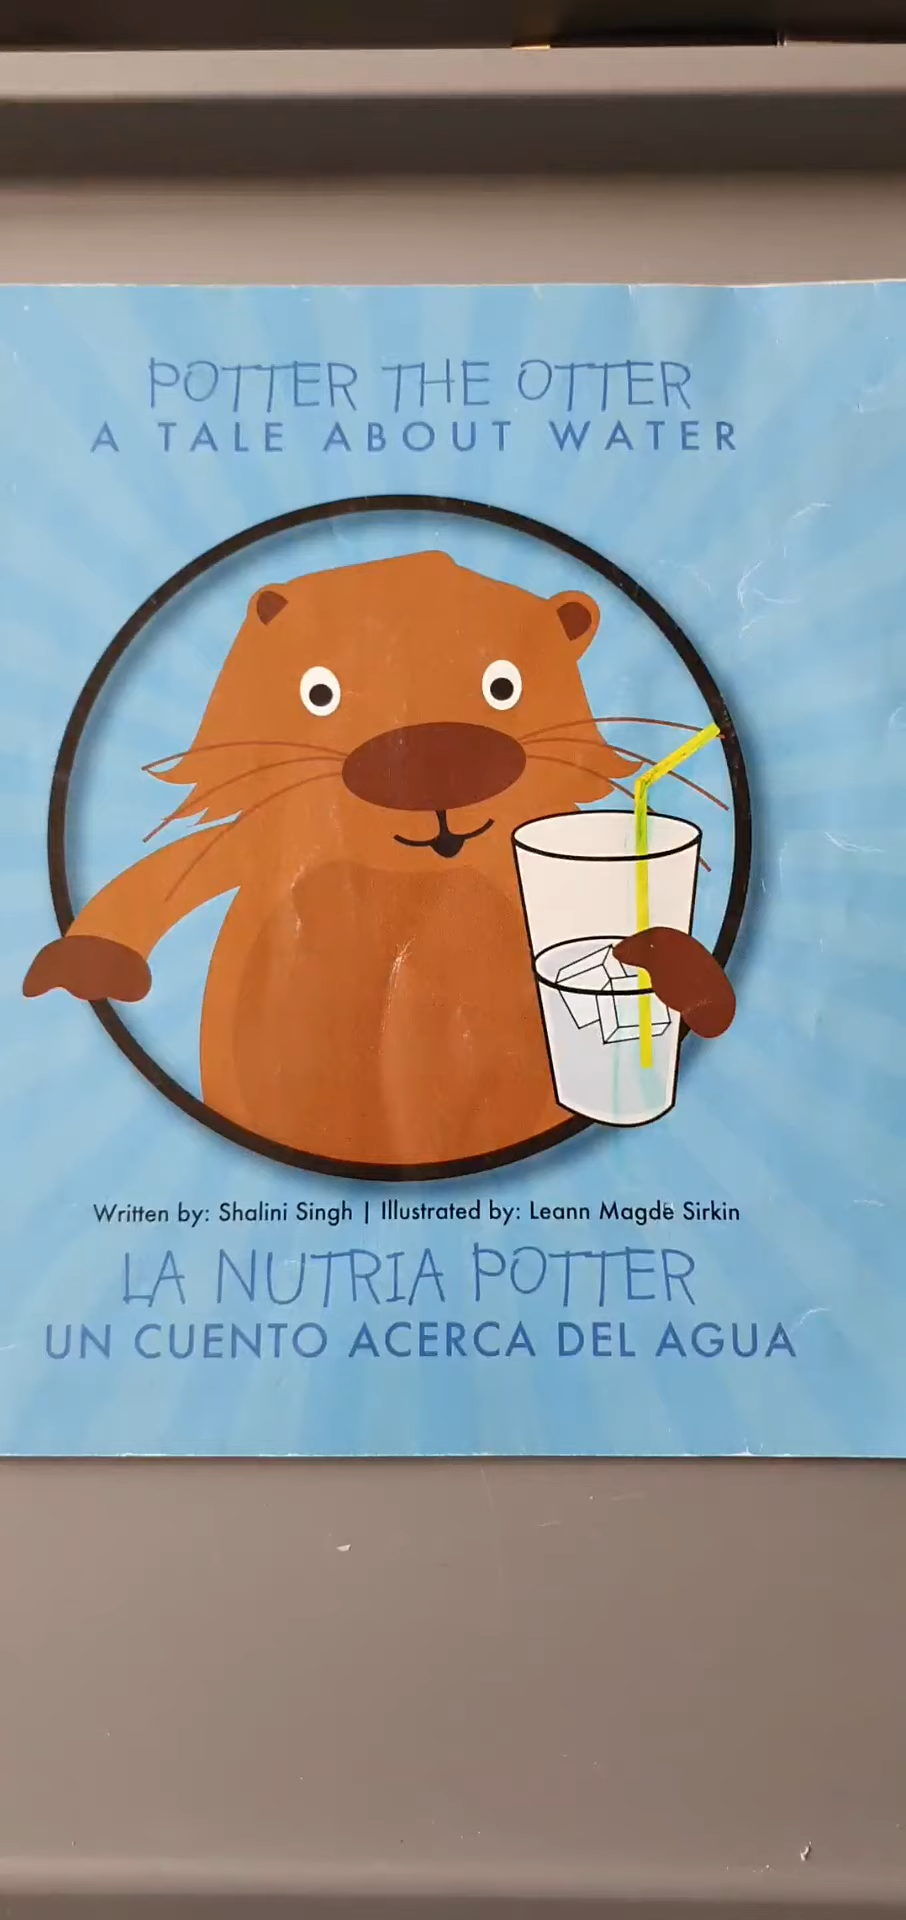 POTTER THE OTTER
A TALE ABOUT WATER
Written by: Shalini Singh | Illustrated by: Leann Magde Sirkin
LA NUTRIA POTTER
UN CUENTO ACERCA DEL AGUA